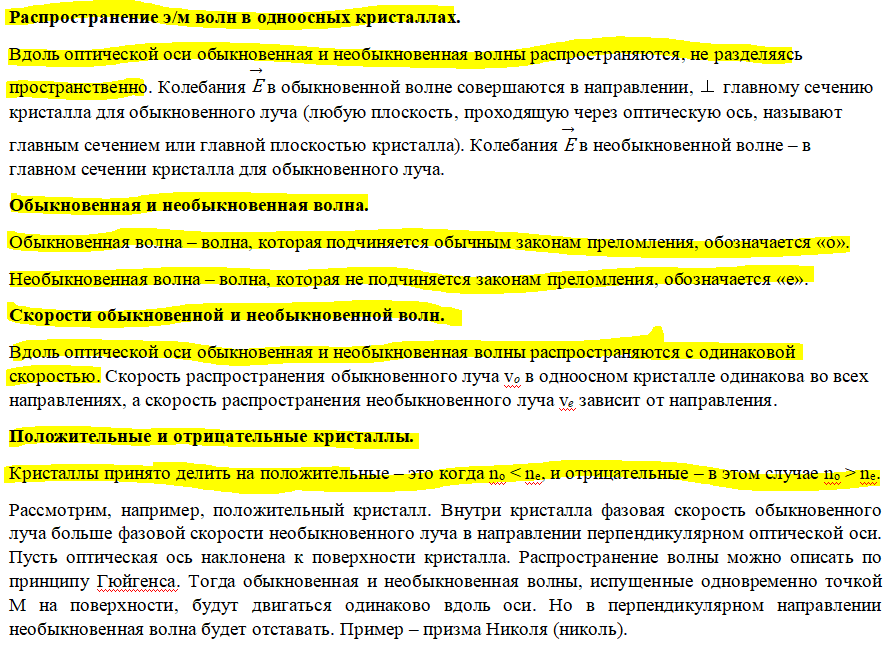 Распространение э/м волн в одноосных кристаллах.
Вдоль оптической оси обыкновенная и необыкновенная волны распространяются, не разделяясь
пространственно. Колебания E⃗ в обыкновенной волне совершаются в направлении, ⊥ главному сечению
кристалла для обыкновенного луча (любую плоскость, проходящую через оптическую ось, называют
главным сечением или главной плоскостью кристалла). Колебания E⃗ в необыкновенной волне – в
главном сечении кристалла для обыкновенного луча.
Обыкновенная и необыкновенная волна.
Обыкновенная волна – волна, которая подчиняется обычным законам преломления, обозначается «о».
Необыкновенная волна – волна, которая не подчиняется законам преломления, обозначается «е».
Скорости обыкновенной и необыкновенной волн.
Вдоль оптической оси обыкновенная и необыкновенная волны распространяются с одинаковой
скоростью. Скорость распространения обыкновенного луча vₒ в одноосном кристалле одинакова во всех
направлениях, а скорость распространения необыкновенного луча vₑ зависит от направления.
Положительные и отрицательные кристаллы.
Кристаллы принято делить на положительные – это когда nₒ < nₑ, и отрицательные – в этом случае nₒ > nₑ.
Рассмотрим, например, положительный кристалл. Внутри кристалла фазовая скорость обыкновенного
луча больше фазовой скорости необыкновенного луча в направлении перпендикулярном оптической оси.
Пусть оптическая ось наклонена к поверхности кристалла. Распространение волны можно описать по
принципу Гюйгенса. Тогда обыкновенная и необыкновенная волны, испущенные одновременно точкой
М на поверхности, будут двигаться одинаково вдоль оси. Но в перпендикулярном направлении
необыкновенная волна будет отставать. Пример – призма Николя (николь).